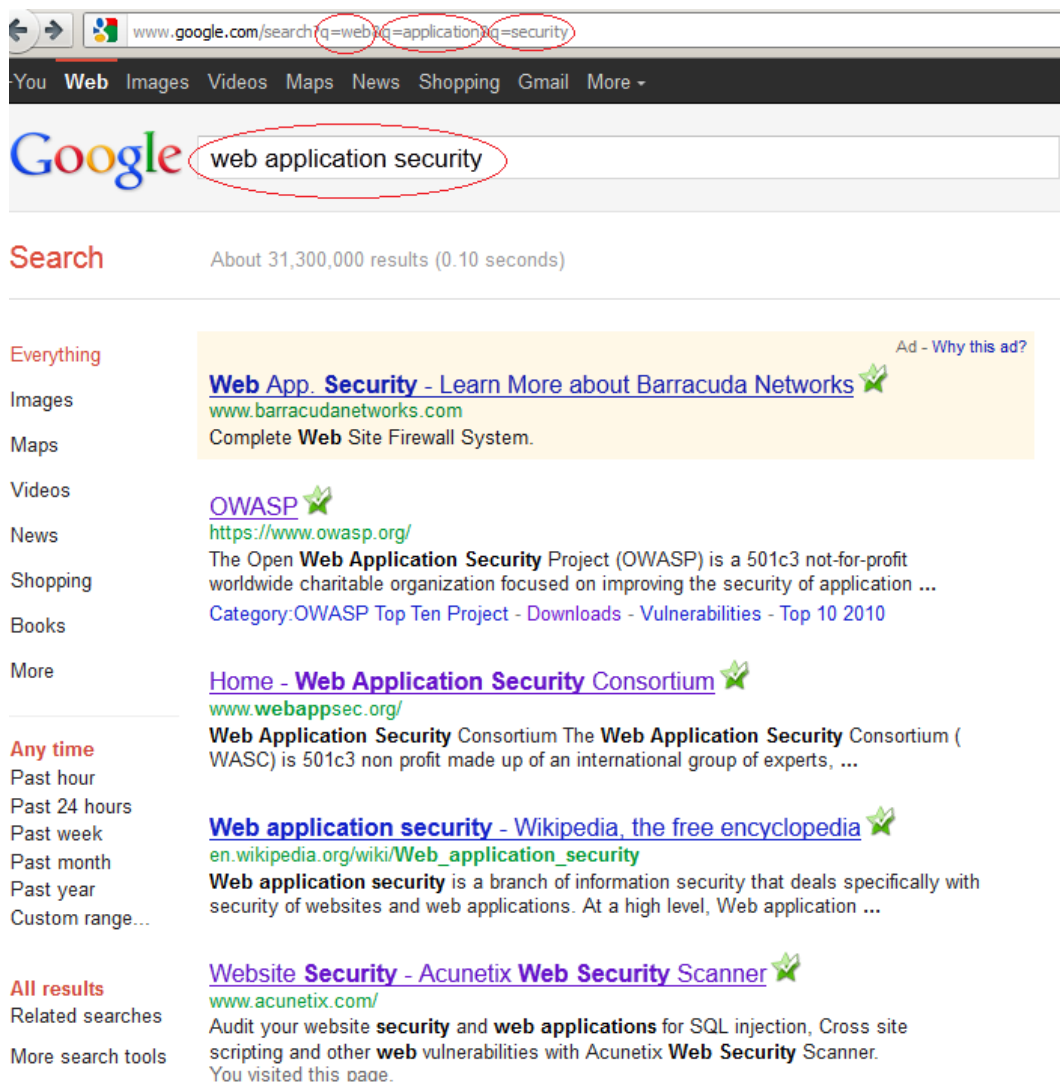 www.google.com/search?q=web&q=application&q=security
-You Web Images Videos Maps News Shopping Gmail More
Google
web application security
Search
About 31,300,000 results (0.10 seconds)
Everything
Images
Maps
Videos
News
Shopping
Books
More
Any time
Past hour
Past 24 hours
Past week
Past month
Past year
Custom range...
All results
Related searches
More search tools
Ad - Why this ad?
Web App. Security - Learn More about Barracuda Networks
www.barracudanetworks.com
Complete Web Site Firewall System.
OWASP
https://www.owasp.org/
The Open Web Application Security Project (OWASP) is a 501c3 not-for-profit
worldwide charitable organization focused on improving the security of application ...
Category:OWASP Top Ten Project - Downloads - Vulnerabilities - Top 10 2010
Home - Web Application Security Consortium
www.webappsec.org/
Web Application Security Consortium The Web Application Security Consortium (
WASC) is 501c3 non profit made up of an international group of experts, ...
Web application security - Wikipedia, the free encyclopedia
en.wikipedia.org/wiki/Web_application_security
Web application security is a branch of information security that deals specifically with
security of websites and web applications. At a high level, Web application ...
Website Security - Acunetix Web Security Scanner
www.acunetix.com/
Audit your website security and web applications for SQL injection, Cross site
scripting and other web vulnerabilities with Acunetix Web Security Scanner.
You visited this page.